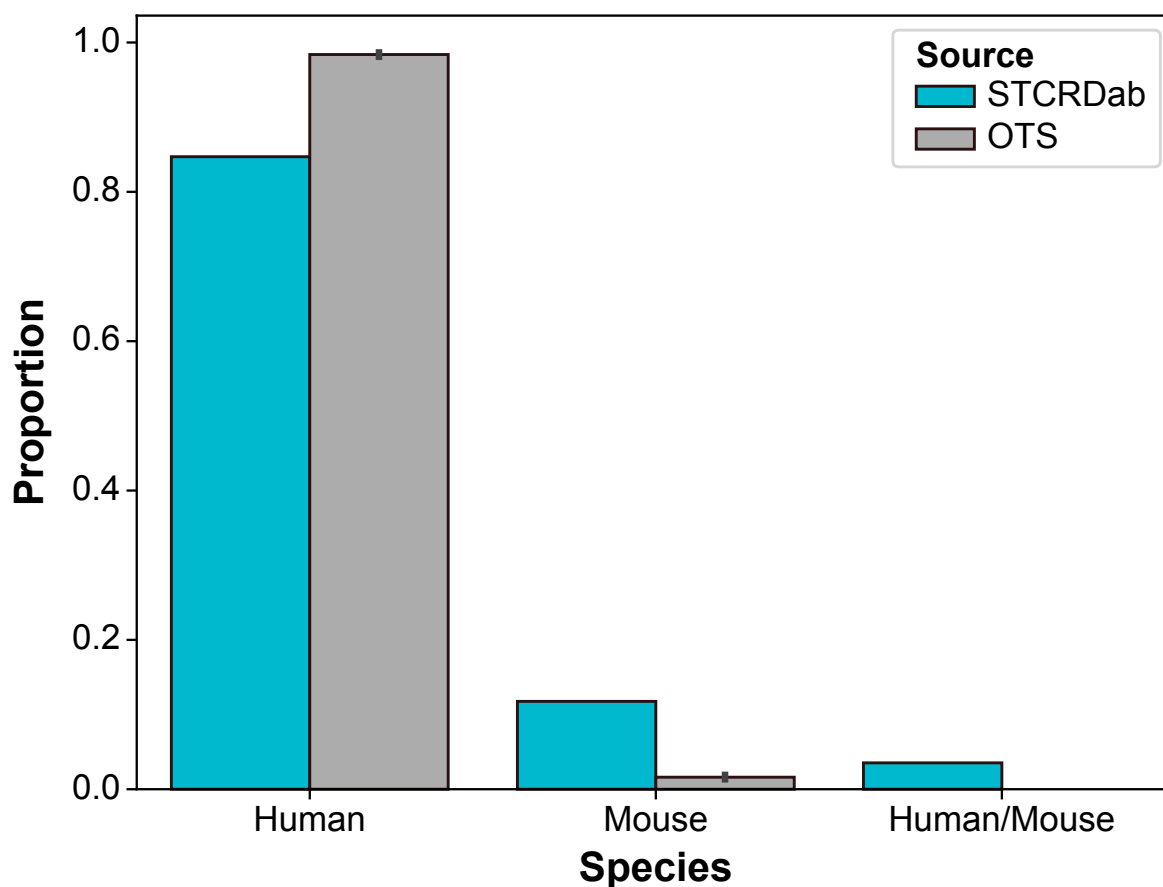 1.0
0.8
0.6
0.4
0.2
0.0
Proportion
Source
STCRDab
OTS
Human
Mouse
Human/Mouse
Species